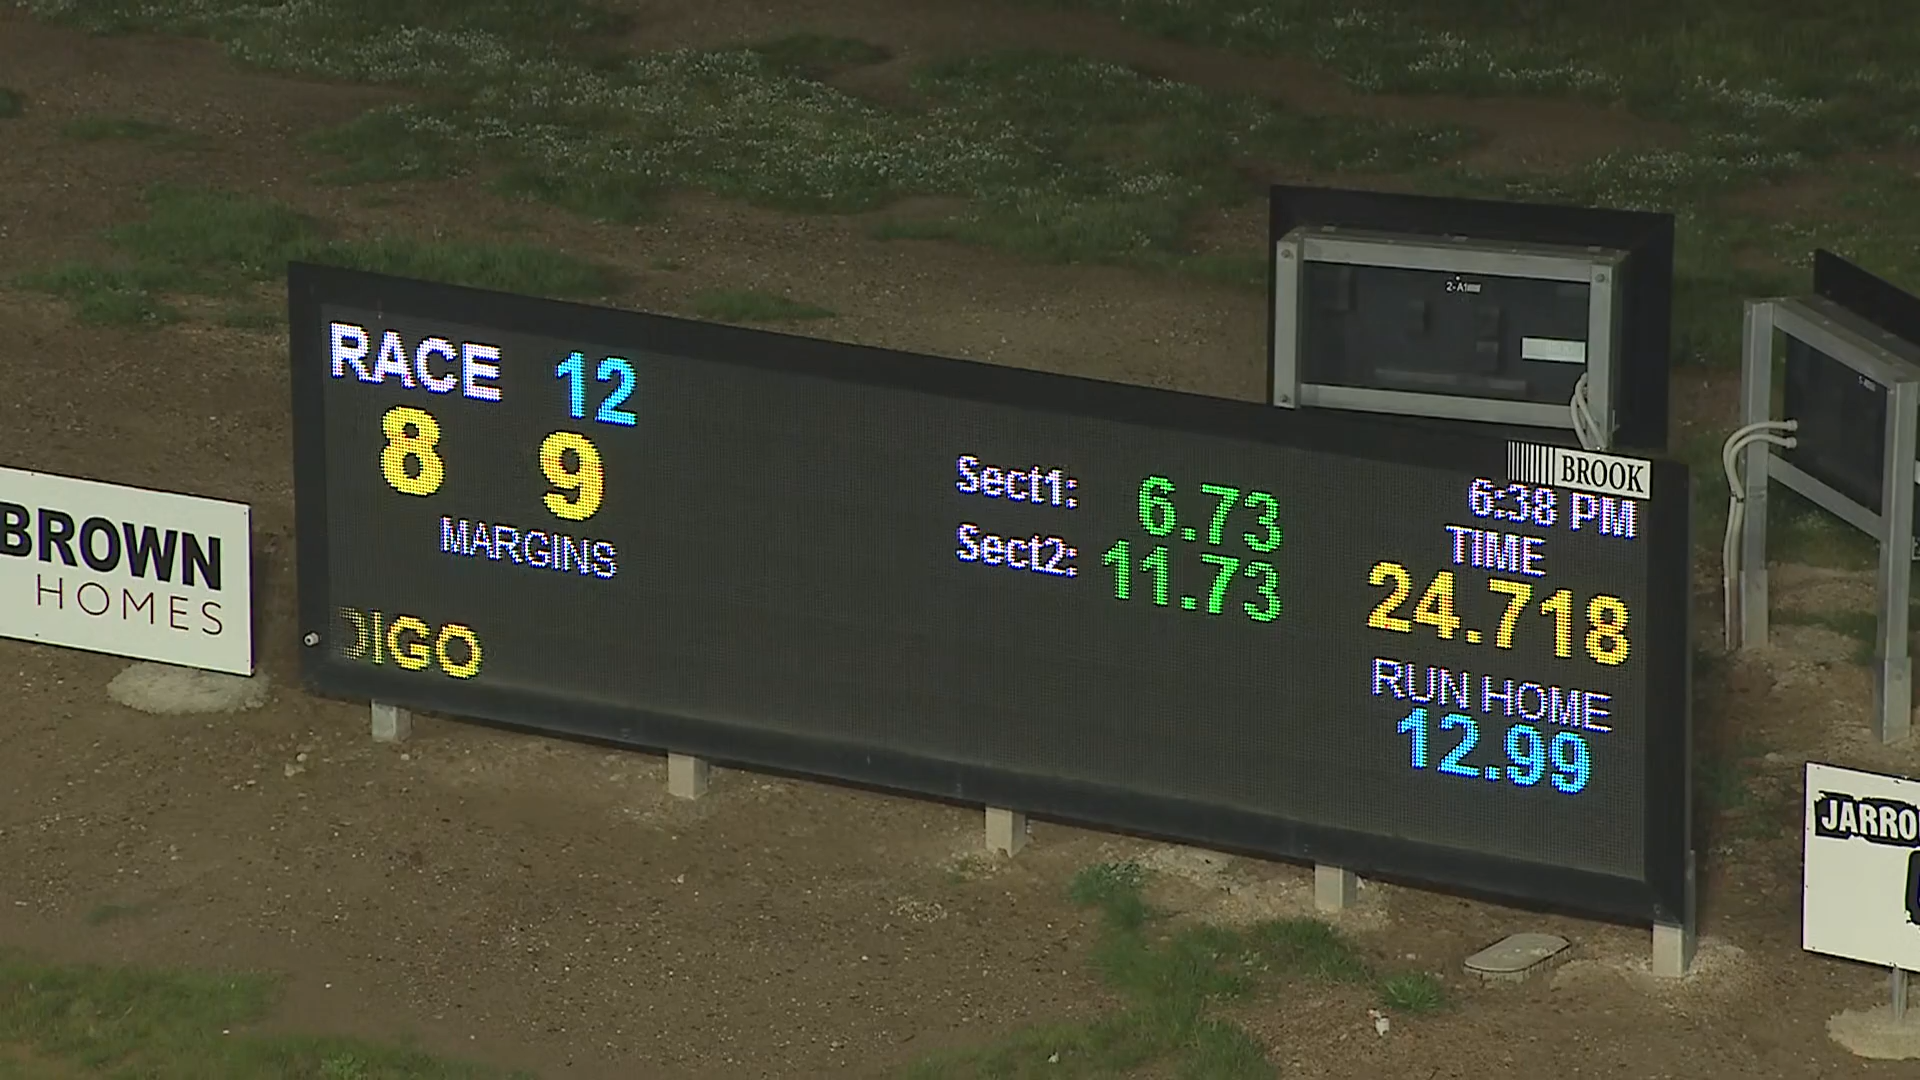 RACE 12
8 9
MARGINS
DIGO
Sect1: 6.73
Sect2: 11.73
BROOK
6:38 PM
TIME
24.718
RUN HOME
12.99
BROWN
HOMES
JARRO